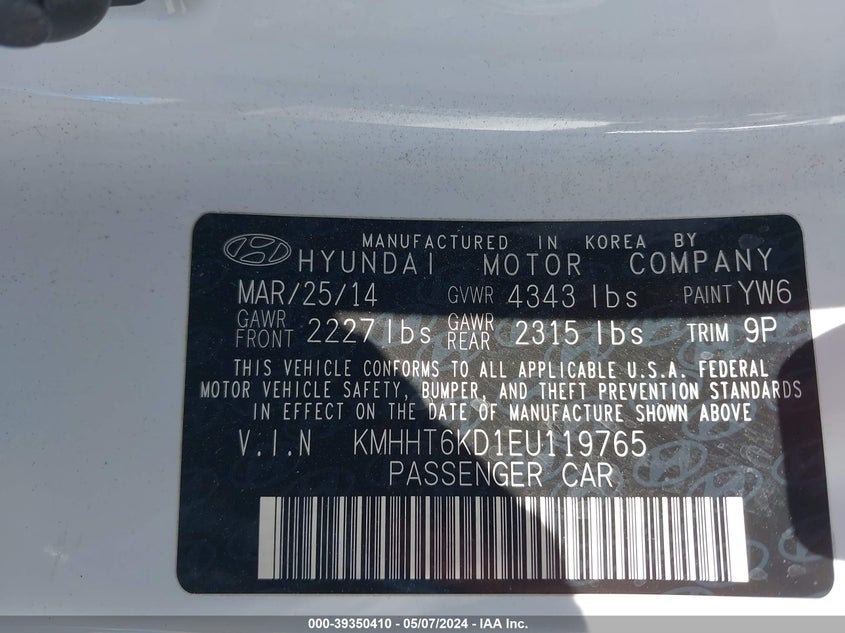 MANUFACTURED IN KOREA BY
HYUNDAI MOTOR COMPANY
MAR/25/14 GVWR 4343 lbs PAINT YW6
GAWR FRONT 2227 lbs GAWR REAR 2315 lbs TRIM 9P
THIS VEHICLE CONFORMS TO ALL APPLICABLE U.S.A. FEDERAL
MOTOR VEHICLE SAFETY, BUMPER, AND THEFT PREVENTION STANDARDS
IN EFFECT ON THE DATE OF MANUFACTURE SHOWN ABOVE
V.I.N KMHHT6KD1EU119765
PASSENGER CAR
000-39350410 - 05/07/2024 - IAA Inc.